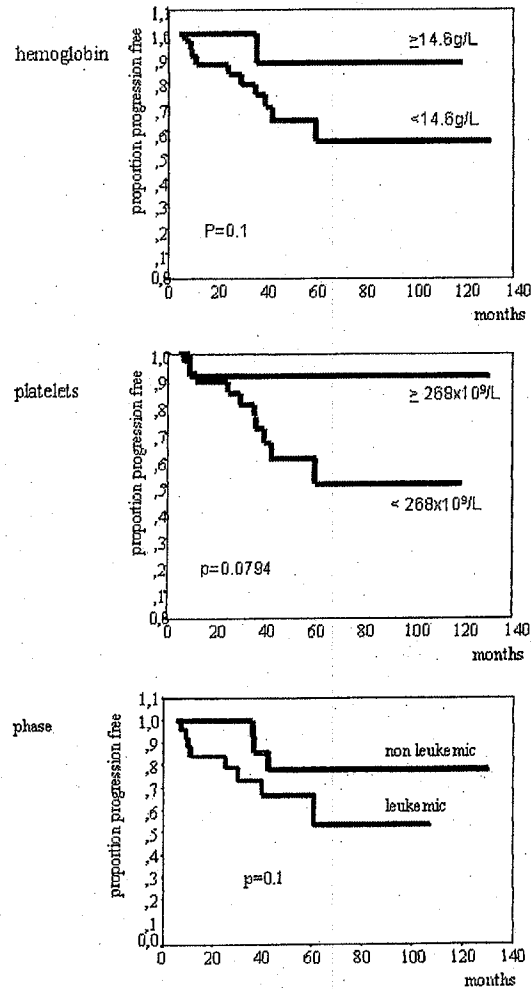 hemoglobin
proportion progression free
1,1
1,0
,9
,8
,7
,6
,5
,4
,3
,2
,1
0,0
≥14.6g/L
<14.6g/L
P=0.1
0 20 40 60 80 100 120 140
months
platelets
proportion progression free
1,0
,9
,8
,7
,6
,5
,4
,3
,2
,1
0,0
≥ 268x10⁹/L
< 268x10⁹/L
p=0.0794
0 20 40 60 80 100 120 140
months
phase
proportion progression free
1,1
1,0
,9
,8
,7
,6
,5
,4
,3
,2
,1
0,0
non leukemic
leukemic
p=0.1
20 40 60 80 100 120 140
months